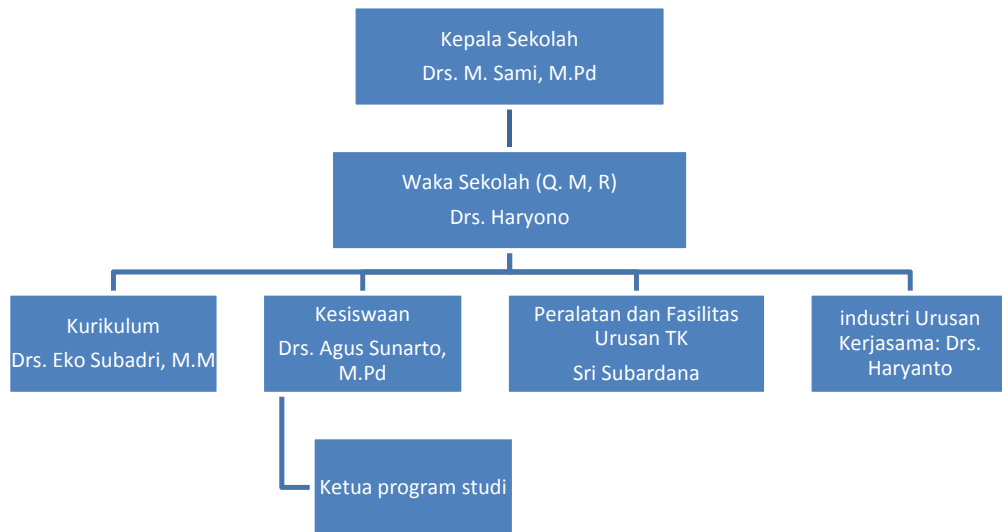 Kepala Sekolah
Drs. M. Sami, M.Pd
Waka Sekolah (Q. M, R)
Drs. Haryono
Kurikulum
Drs. Eko Subadri, M.M
Kesiswaan
Drs. Agus Sunarto,
M.Pd
Peralatan dan Fasilitas
Urusan TK
Sri Subardana
industri Urusan
Kerjasama: Drs.
Haryanto
Ketua program studi